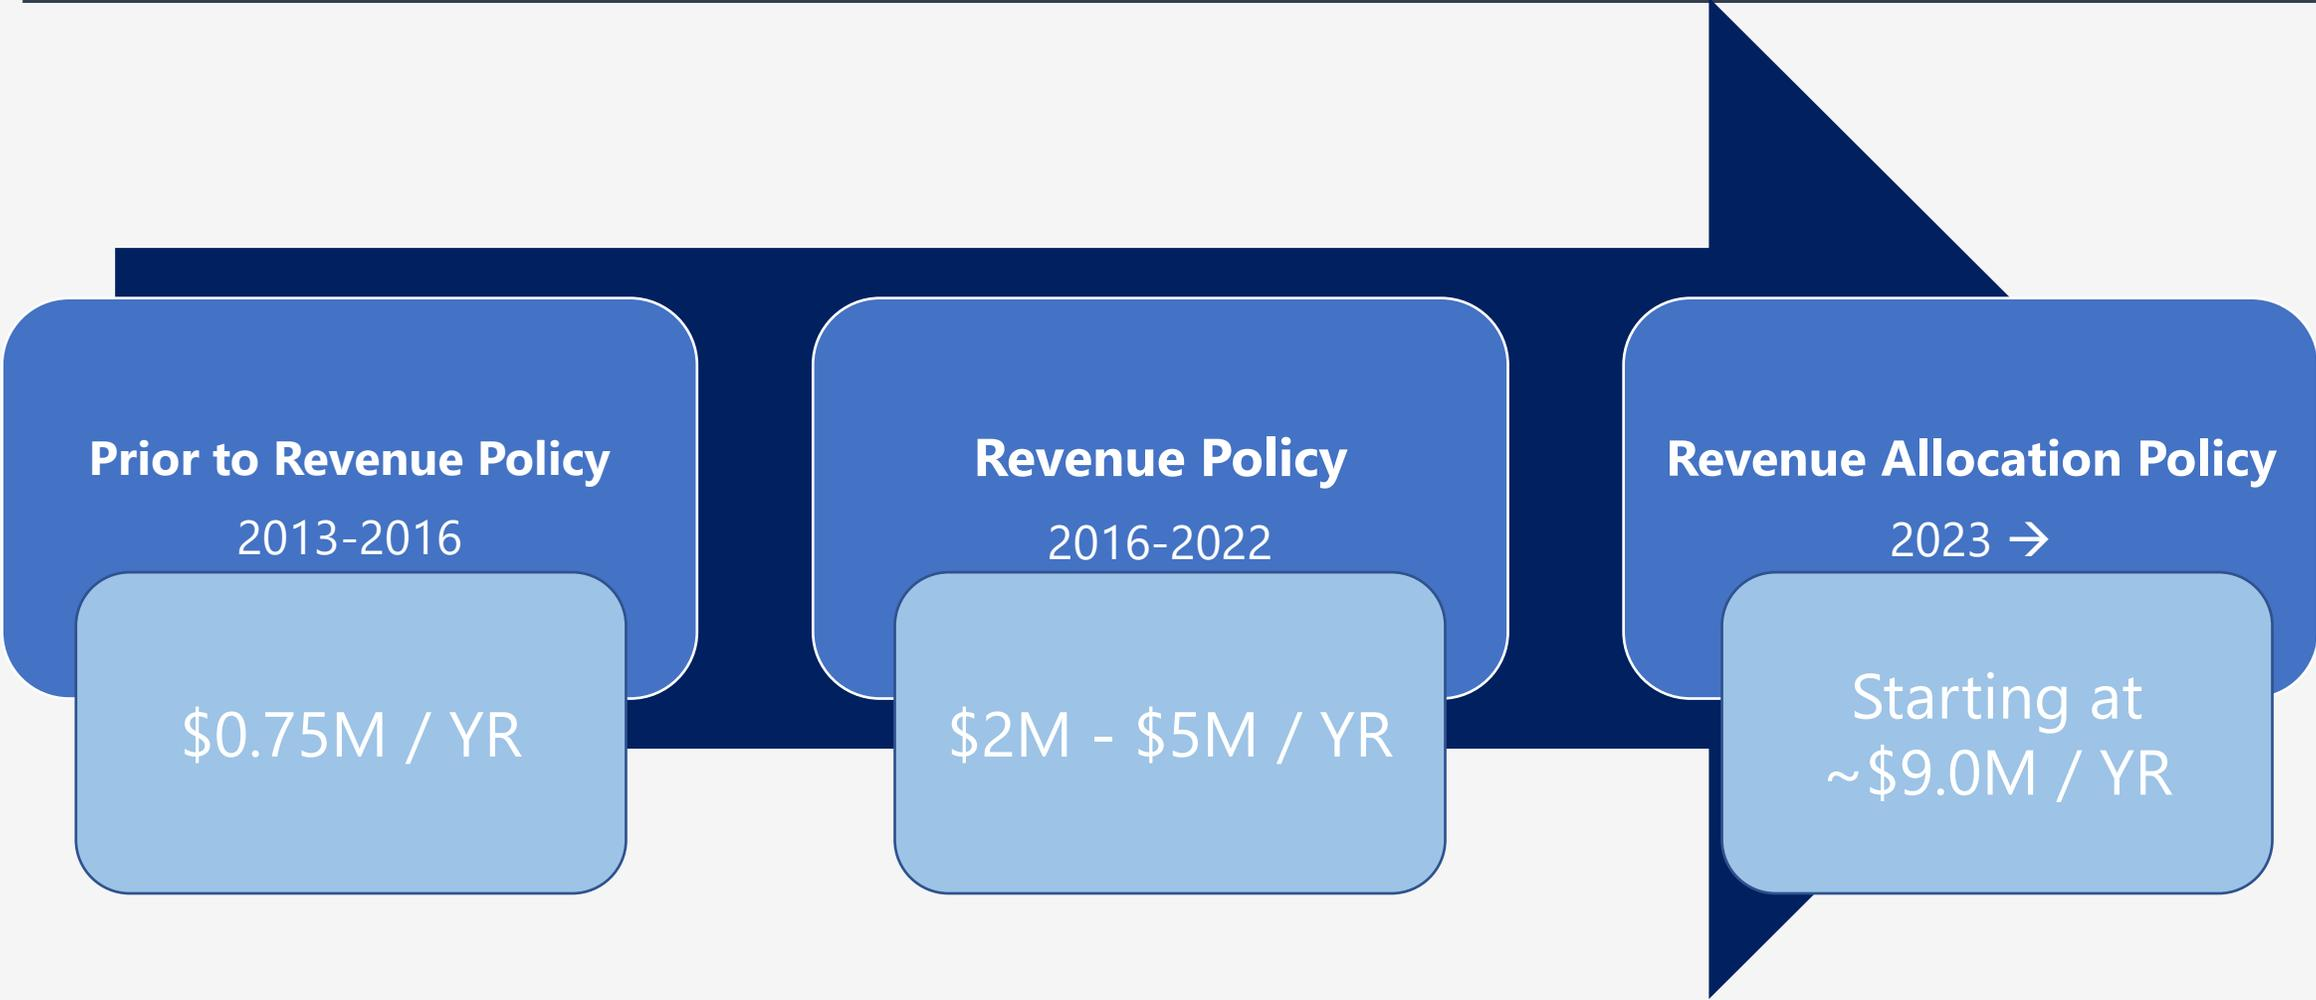 Prior to Revenue Policy
2013-2016
$0.75M / YR
Revenue Policy
2016-2022
$2M - $5M / YR
Revenue Allocation Policy
2023 →
Starting at
~$9.0M / YR